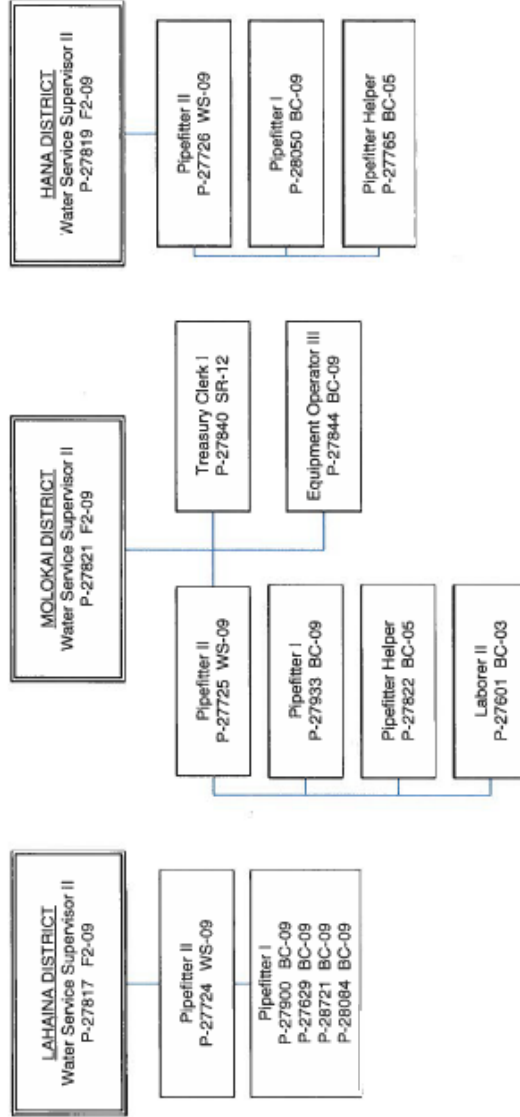 LAHAINA DISTRICT
Water Service Supervisor II
P-27817 F2-09
Pipefitter II
P-27724 WS-09
Pipefitter I
P-27900 BC-09
P-27629 BC-09
P-28721 BC-09
P-28084 BC-09
MOLOKAI DISTRICT
Water Service Supervisor II
P-27821 F2-09
Pipefitter II
P-27725 WS-09
Pipefitter I
P-27933 BC-09
Pipefitter Helper
P-27822 BC-05
Laborer II
P-27601 BC-03
Treasury Clerk I
P-27840 SR-12
Equipment Operator III
P-27844 BC-09
HANA DISTRICT
Water Service Supervisor II
P-27819 F2-09
Pipefitter II
P-27726 WS-09
Pipefitter I
P-28050 BC-09
Pipefitter Helper
P-27765 BC-05